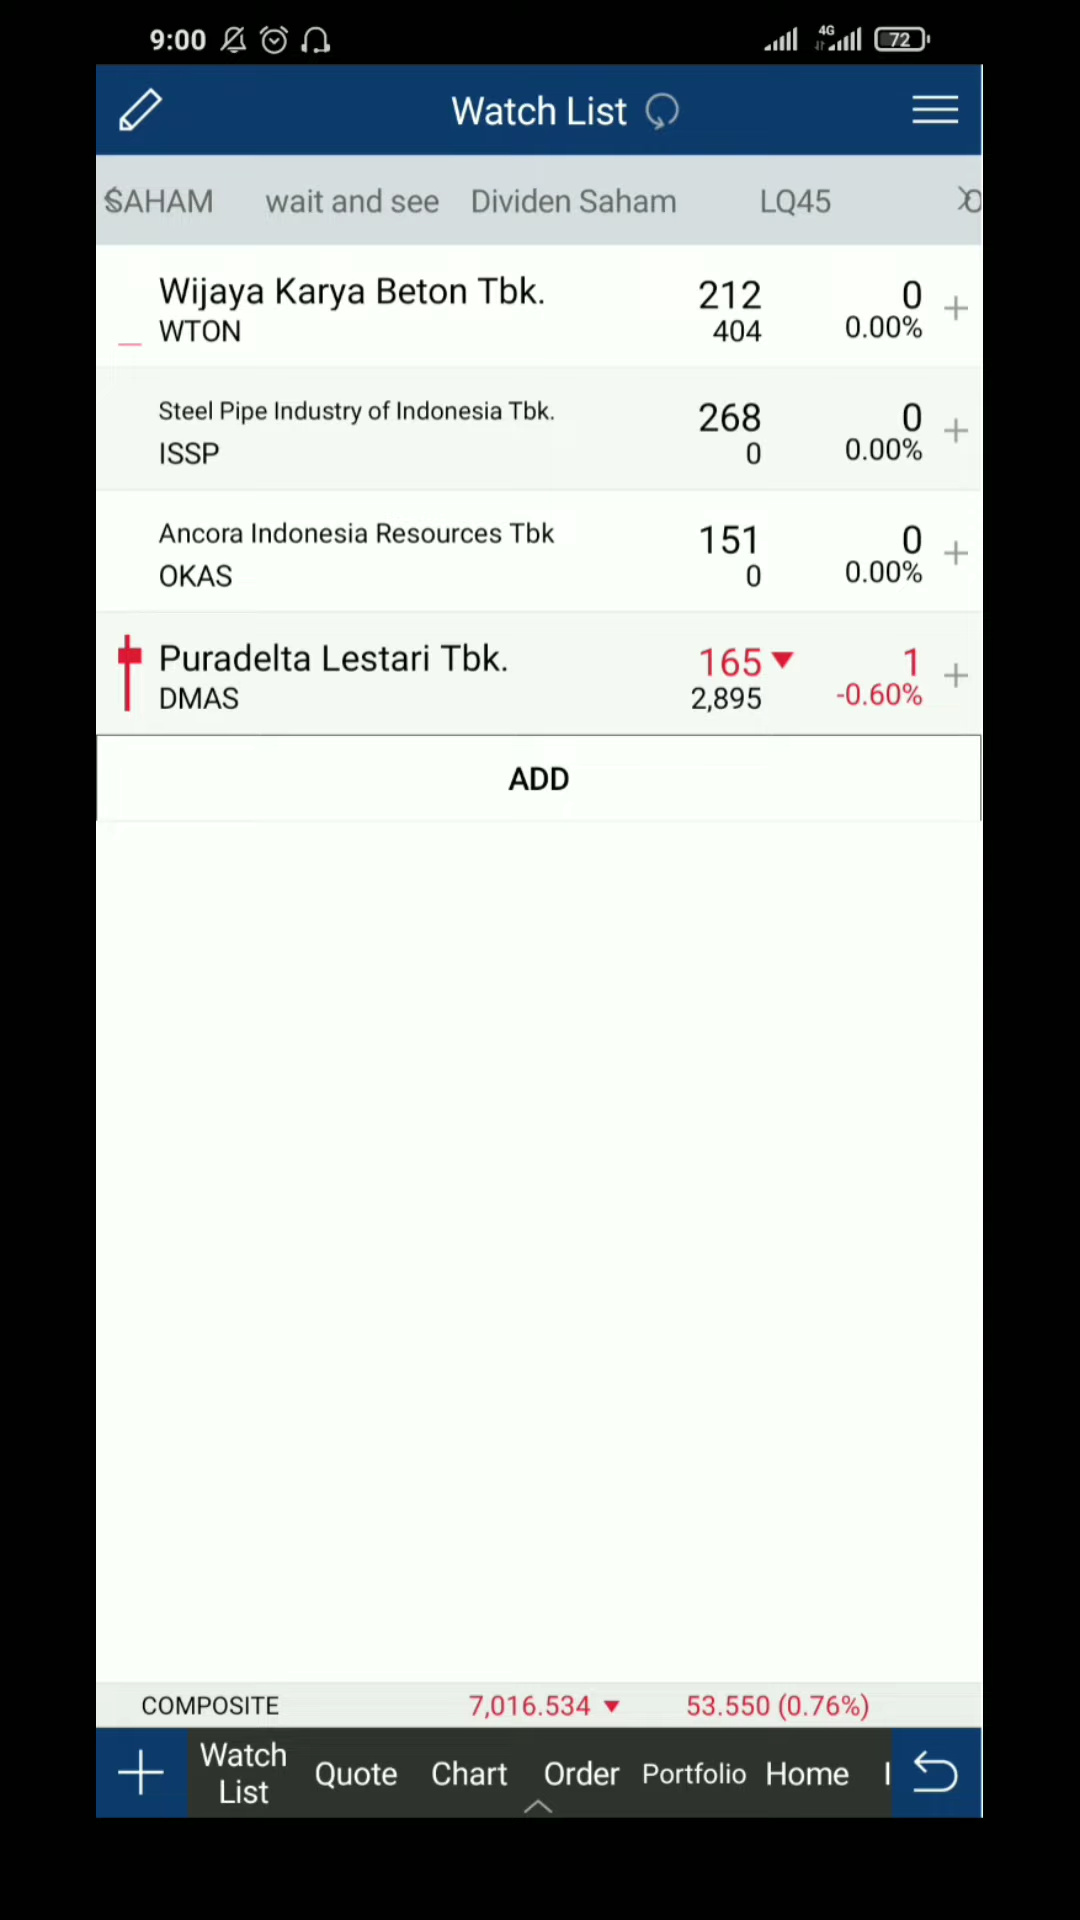 9:00 4G 72
Watch List
SAHAM wait and see Dividen Saham LQ45
Wijaya Karya Beton Tbk. 212 0
WTON 404 0.00%
Steel Pipe Industry of Indonesia Tbk. 268 0
ISSP 0 0.00%
Ancora Indonesia Resources Tbk 151 0
OKAS 0 0.00%
Puradelta Lestari Tbk. 165 1
DMAS 2,895 -0.60%
ADD
COMPOSITE 7,016.534 53.550 (0.76%)
Watch List Quote Chart Order Portfolio Home